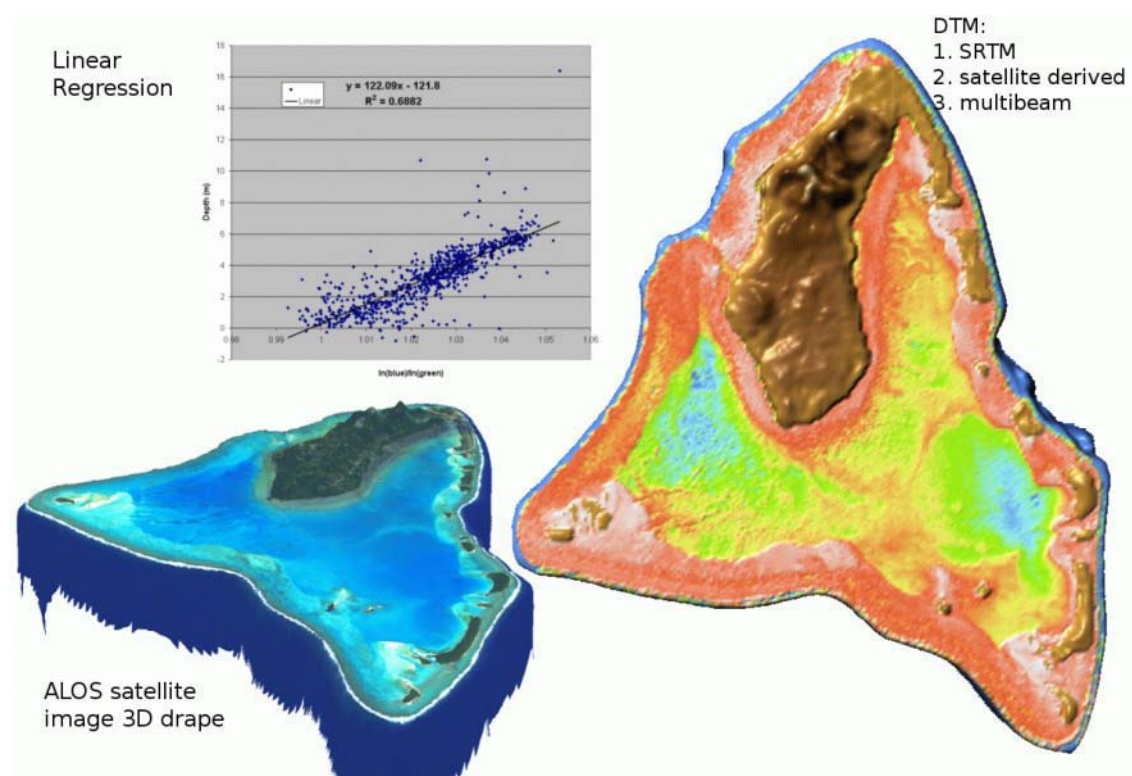 Linear
Regression
y = 122.09x - 121.8
R² = 0.6882
Linear
18
16
14
12
10
8
6
4
2
0
-2
Depth (m)
0.98
0.99
1
1.01
1.02
1.03
1.04
1.05
1.06
ln(blue)/ln(green)
DTM:
1. SRTM
2. satellite derived
3. multibeam
ALOS satellite
image 3D drape